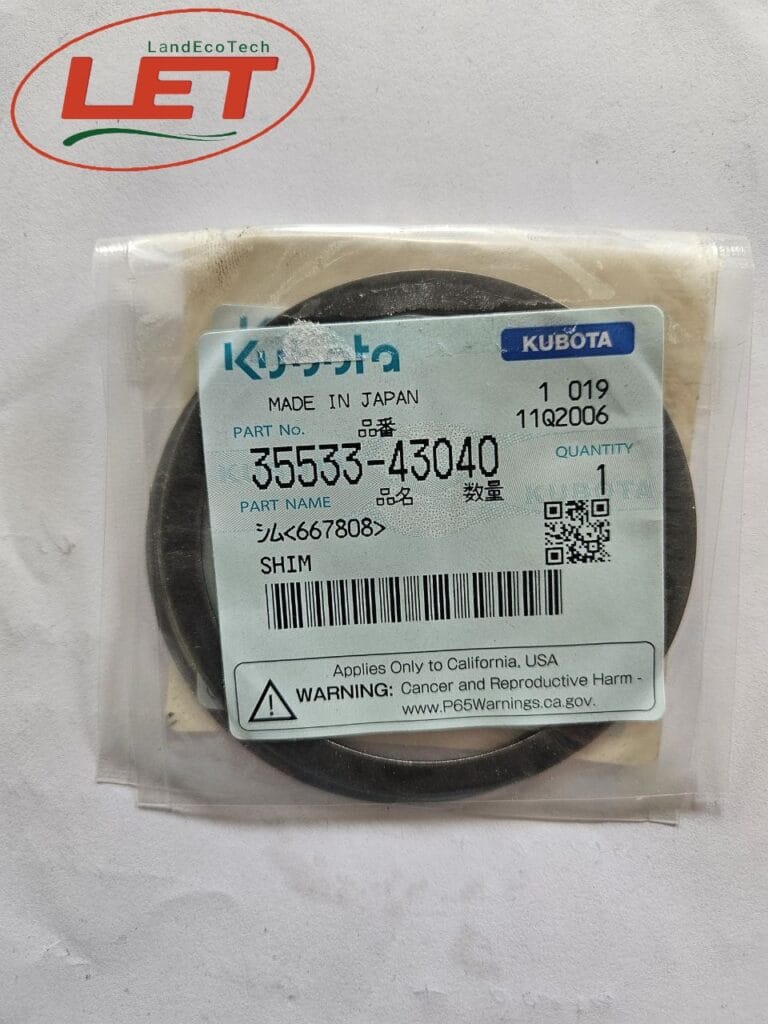 LandEcoTech
LET
Kubota
KUBOTA
MADE IN JAPAN
1 019
11Q2006
PART No.
品番
35533-43040
QUANTITY
1
PART NAME
品名
数量
シム<667808>
SHIM
Applies Only to California, USA
WARNING: Cancer and Reproductive Harm -
www.P65Warnings.ca.gov.